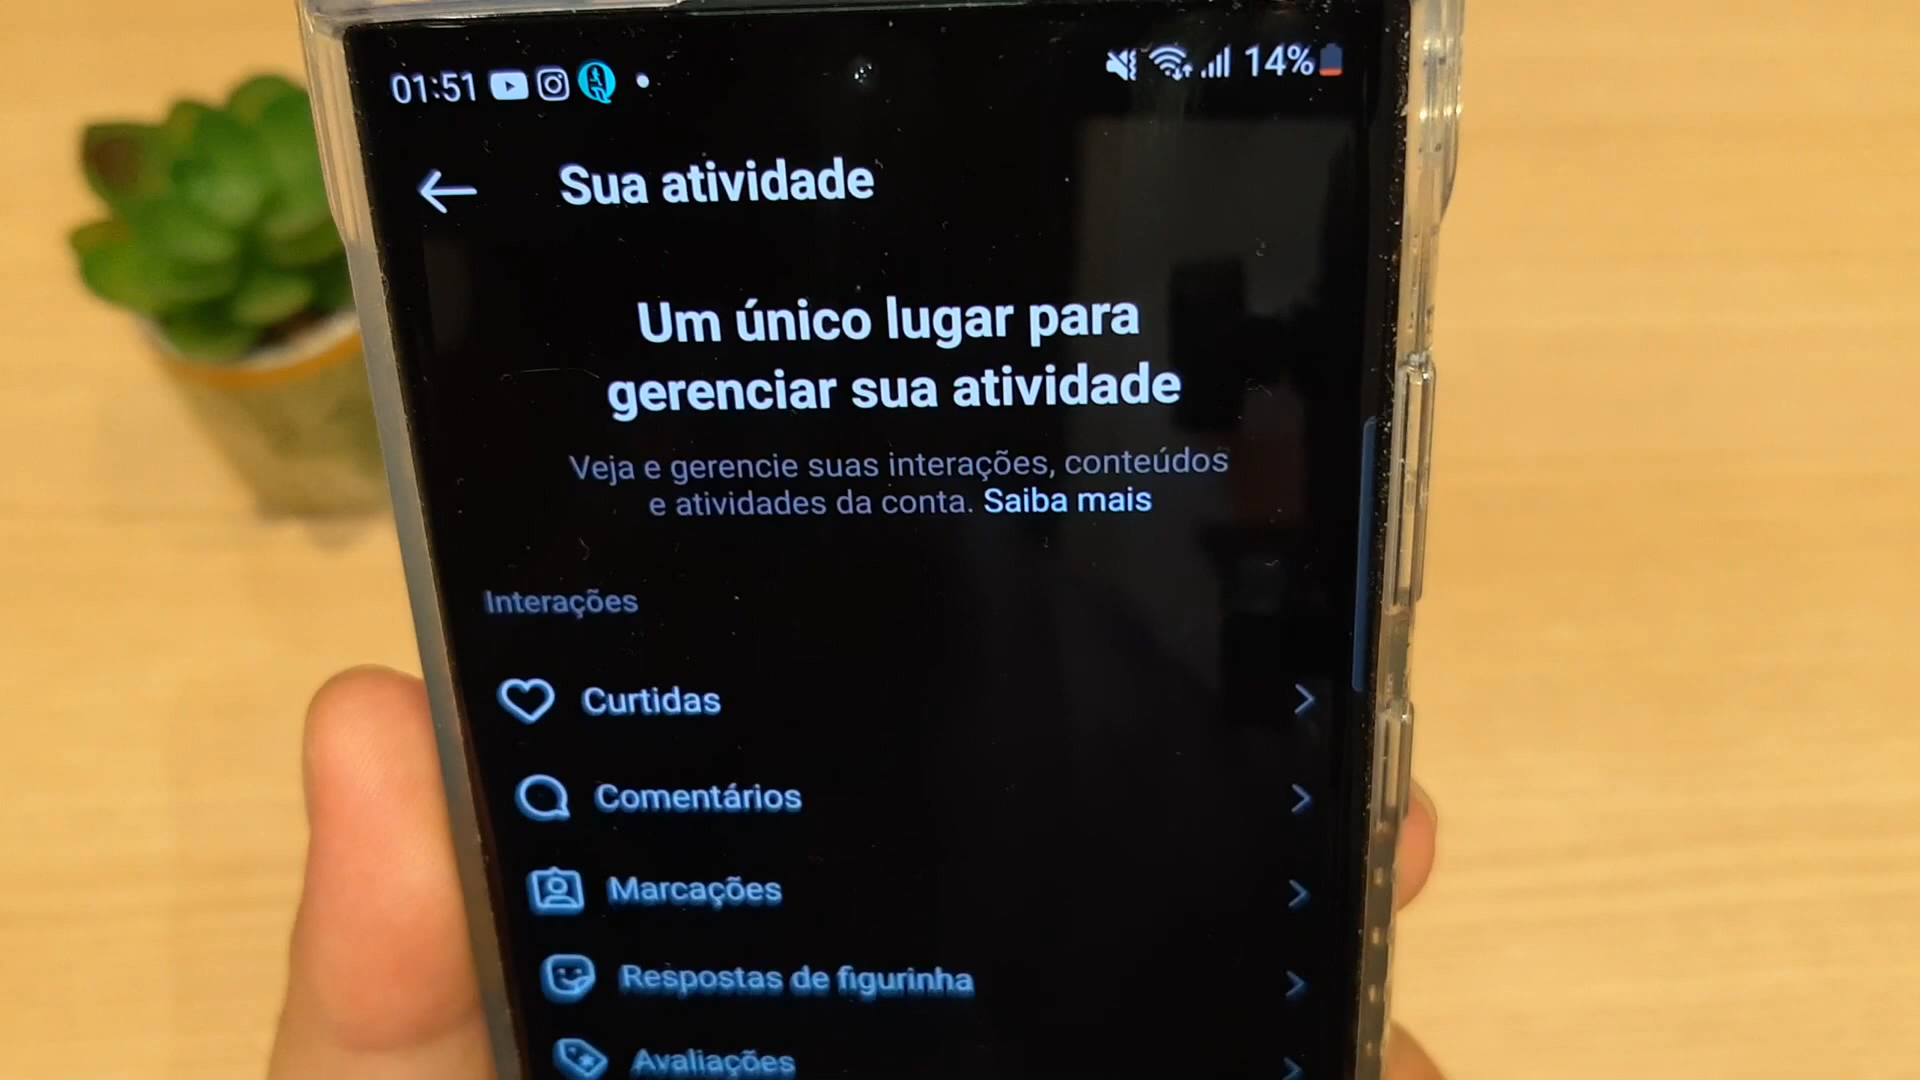 01:51
14%
Sua atividade
Um único lugar para
gerenciar sua atividade
Veja e gerencie suas interações, conteúdos
e atividades da conta. Saiba mais
Interações
Curtidas
Comentários
Marcações
Respostas de figurinha
Avaliações